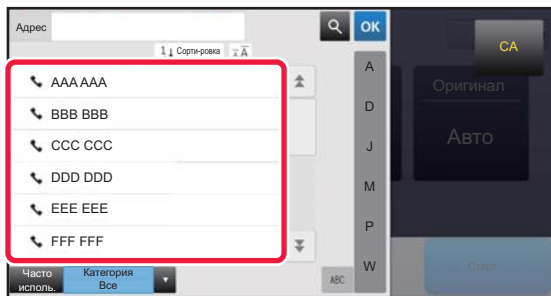 Адрес
OK
CA
Сорти-ровка
A
AAA AAA
Оригинал
BBB BBB
D
Авто
CCC CCC
J
DDD DDD
M
EEE EEE
P
FFF FFF
W
Часто
исполь.
Категория
Все
ABC
Старт